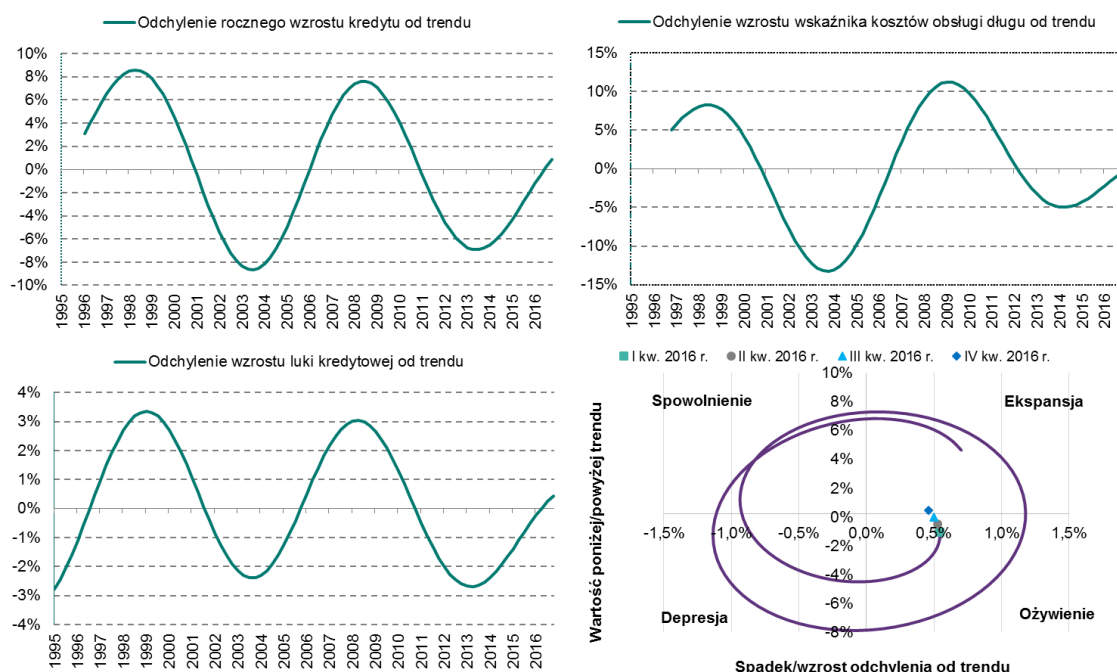 Odchylenie rocznego wzrostu kredytu od trendu
10%
8%
6%
4%
2%
0%
-2%
-4%
-6%
-8%
-10%
1995 1996 1997 1998 1999 2000 2001 2002 2003 2004 2005 2006 2007 2008 2009 2010 2011 2012 2013 2014 2015 2016
Odchylenie wzrostu wskaźnika kosztów obsługi długu od trendu
15%
10%
5%
0%
-5%
-10%
-15%
1995 1996 1997 1998 1999 2000 2001 2002 2003 2004 2005 2006 2007 2008 2009 2010 2011 2012 2013 2014 2015 2016
Odchylenie wzrostu luki kredytowej od trendu
4%
3%
2%
1%
0%
-1%
-2%
-3%
-4%
1995 1996 1997 1998 1999 2000 2001 2002 2003 2004 2005 2006 2007 2008 2009 2010 2011 2012 2013 2014 2015 2016
I kw. 2016 r. II kw. 2016 r. III kw. 2016 r. IV kw. 2016 r.
Wartość poniżej/powyżej trendu
Spowolnienie
Ekspansja
10%
8%
6%
4%
2%
0%
-1,5% -1,0% -0,5% 0,0% 0,5% 1,0% 1,5%
-2%
-4%
-6%
-8%
Depresja
Ożywienie
Spadek/wzrost odchylenia od trendu